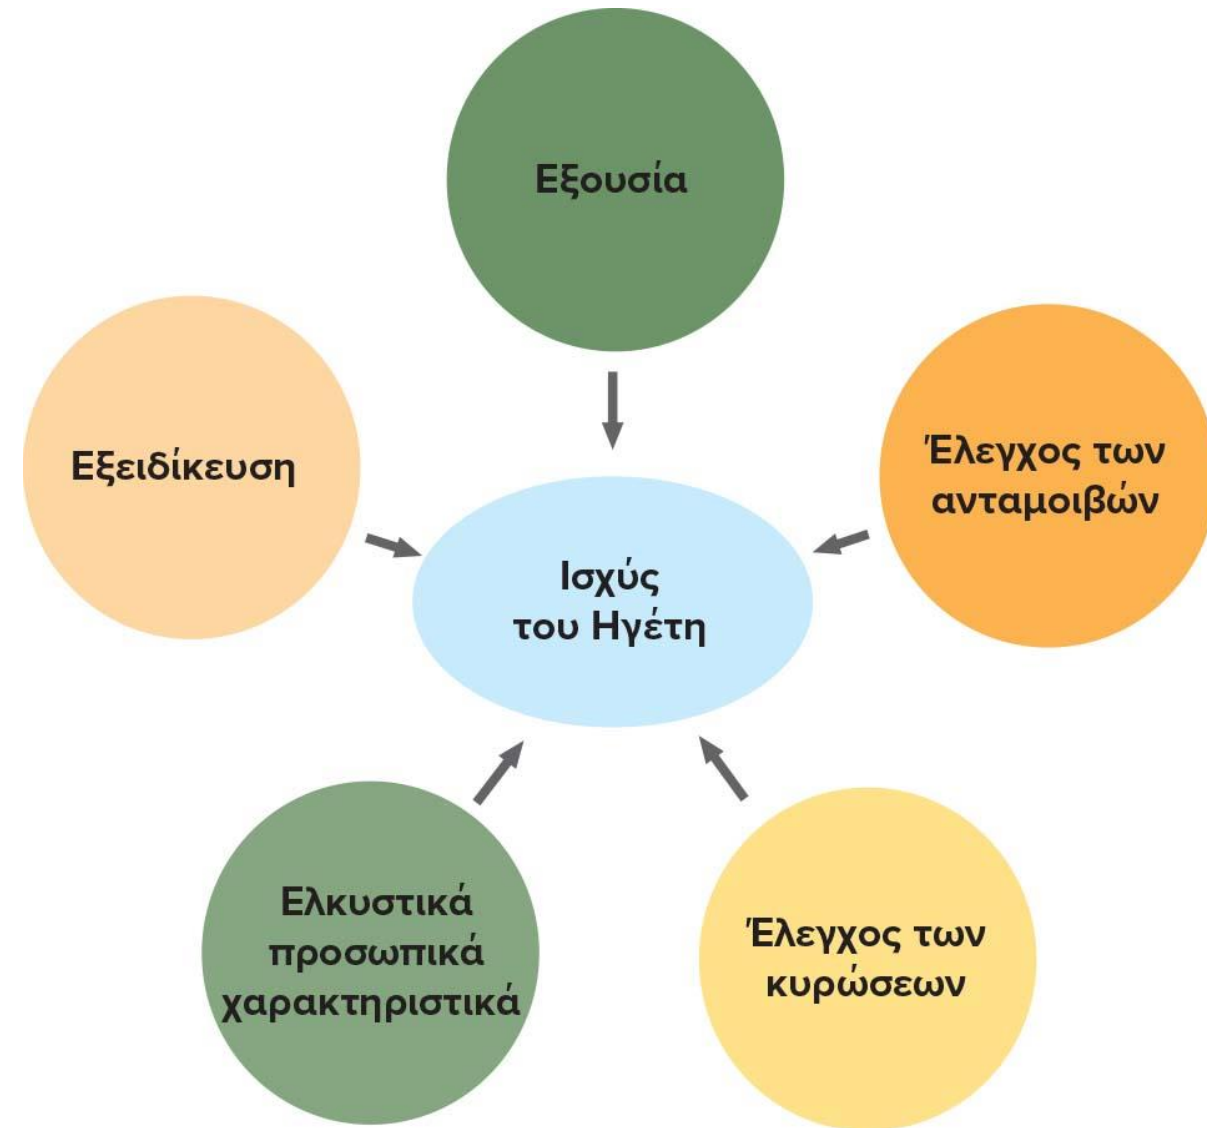 Εξουσία
Εξειδίκευση
Έλεγχος των
ανταμοιβών
Ισχύς
του Ηγέτη
Ελκυστικά
προσωπικά
χαρακτηριστικά
Έλεγχος των
κυρώσεων